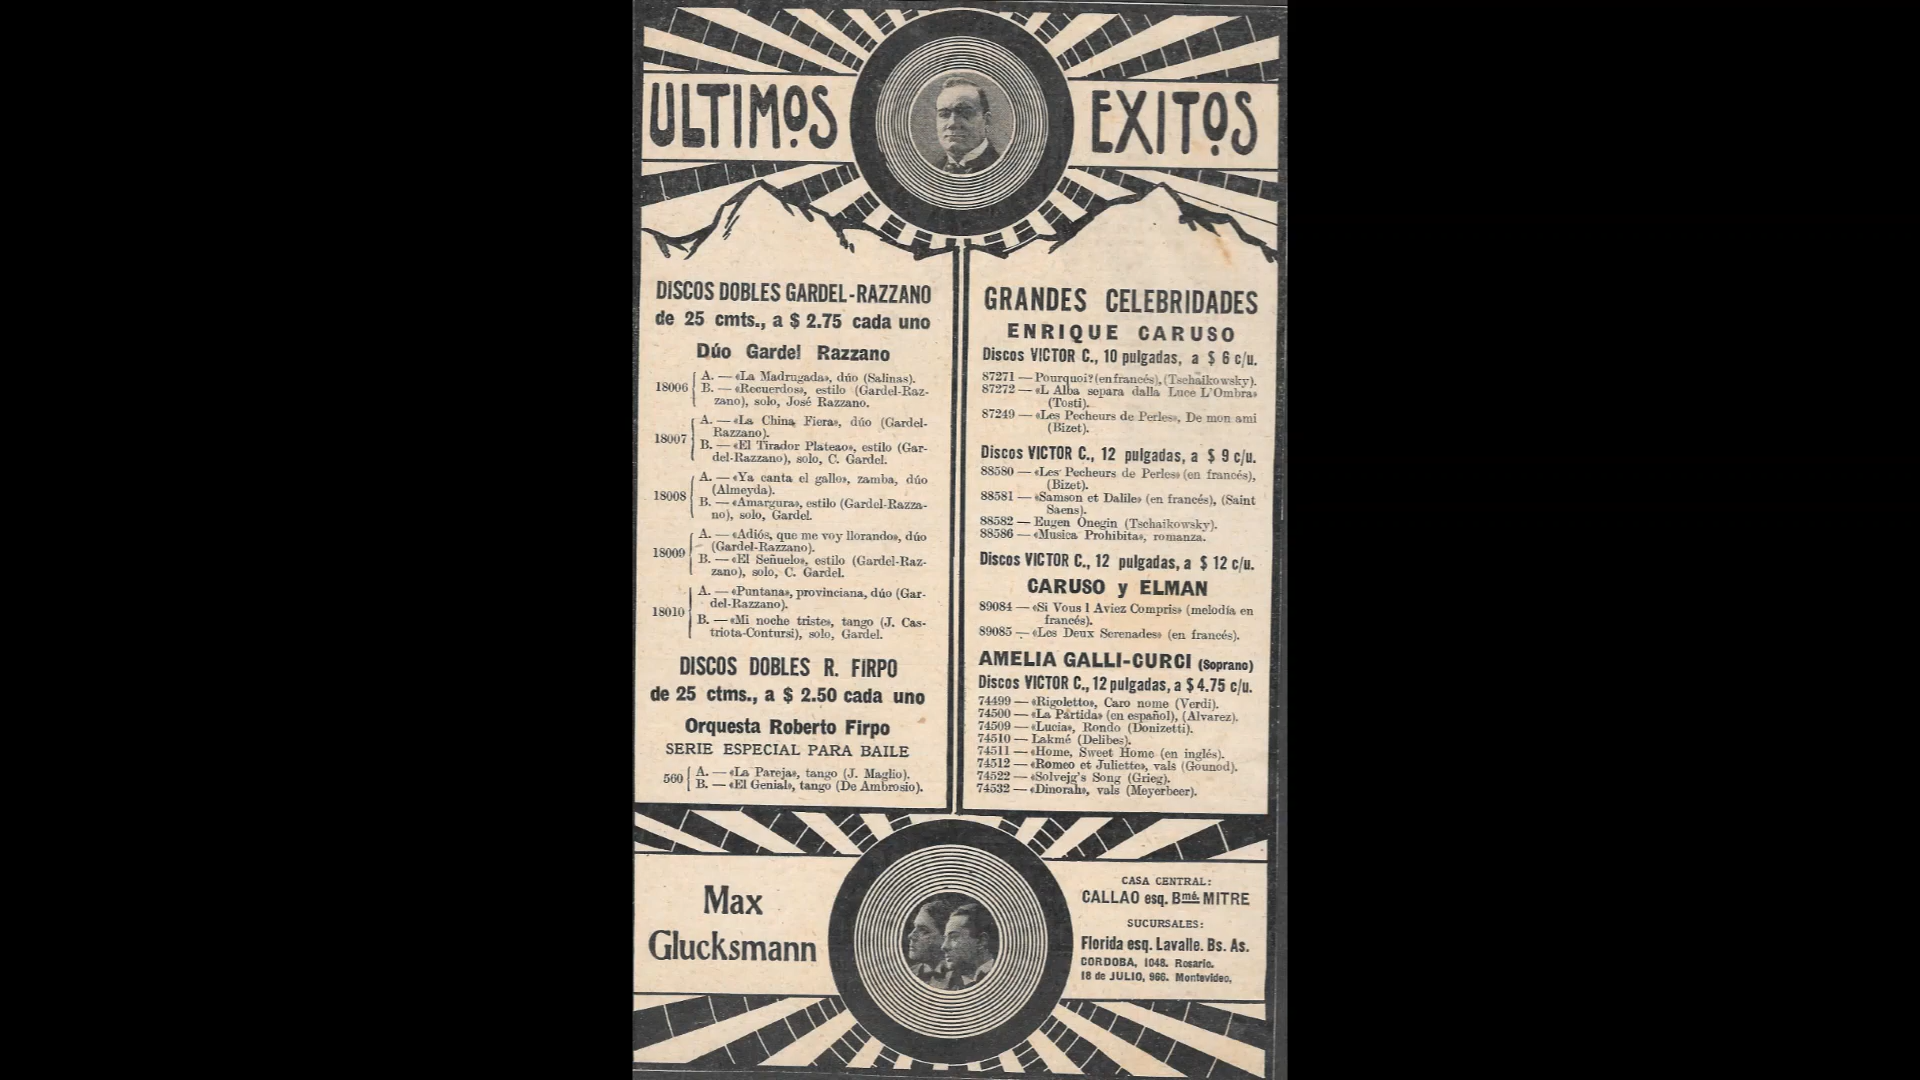 ULTIMOS EXITOS
DISCOS DOBLES GARDEL-RAZZANO
de 25 cmts., a $ 2.75 cada uno
Dúo Gardel Razzano
18006
A. — «La Madrugada», dúo (Salinas).
B. — «Recuerdos», estilo (Gardel-Raz-
zano), solo, José Razzano.
18007
A. — «La China Fiera», dúo (Gardel-
Razzano).
B. — «El Tirador Plateao», estilo (Gar-
del-Razzano), solo, C. Gardel.
18008
A. — «Ya canta el gallo», zamba, dúo
(Almeyda).
B. — «Amargura», estilo (Gardel-Razza-
no), solo, Gardel.
18009
A. — «Adiós, que me voy llorando», dúo
(Gardel-Razzano).
B. — «El Señuelo», estilo (Gardel-Raz-
zano), solo, C. Gardel.
18010
A. — «Puntana», provinciana, dúo (Gar-
del-Razzano).
B. — «Mi noche triste», tango (J. Cas-
triota-Contursi), solo, Gardel.
DISCOS DOBLES R. FIRPO
de 25 ctms., a $ 2.50 cada uno
Orquesta Roberto Firpo
SERIE ESPECIAL PARA BAILE
560
A. — «La Pareja», tango (J. Maglio).
B. — «El Genial», tango (De Ambrosio).
GRANDES CELEBRIDADES
ENRIQUE CARUSO
Discos VICTOR C., 10 pulgadas, a $ 6 c/u.
87271 — Pourquoi? (en francés), (Tschaikowsky).
87272 — «L Alba separa dalla Luce L'Ombra»
(Tosti).
87249 — «Les Pecheurs de Perles», De mon ami
(Bizet).
Discos VICTOR C., 12 pulgadas, a $ 9 c/u.
88580 — «Les Pecheurs de Perles» (en francés),
(Bizet).
88581 — «Samson et Dalile» (en francés), (Saint
Saens).
88582 — Eugen Onegin (Tschaikowsky).
88586 — «Musica Prohibita», romanza.
Discos VICTOR C., 12 pulgadas, a $ 12 c/u.
CARUSO y ELMAN
89084 — «Si Vous l Aviez Compris» (melodía en
francés).
89085 — «Les Deux Serenades» (en francés).
AMELIA GALLI-CURCI (Soprano)
Discos VICTOR C., 12 pulgadas, a $ 4.75 c/u.
74499 — «Rigoletto», Caro nome (Verdi).
74500 — «La Partida» (en español), (Alvarez).
74509 — «Lucia», Rondo (Donizetti).
74510 — Lakmé (Delibes).
74511 — «Home, Sweet Home (en inglés).
74512 — «Romeo et Juliette», vals (Gounod).
74522 — «Solvejg's Song (Grieg).
74532 — «Dinorah», vals (Meyerbeer).
Max
Glucksmann
CASA CENTRAL:
CALLAO esq. Bmé. MITRE
SUCURSALES:
Florida esq. Lavalle. Bs. As.
CORDOBA, 1048. Rosario.
18 de JULIO, 966. Montevideo.